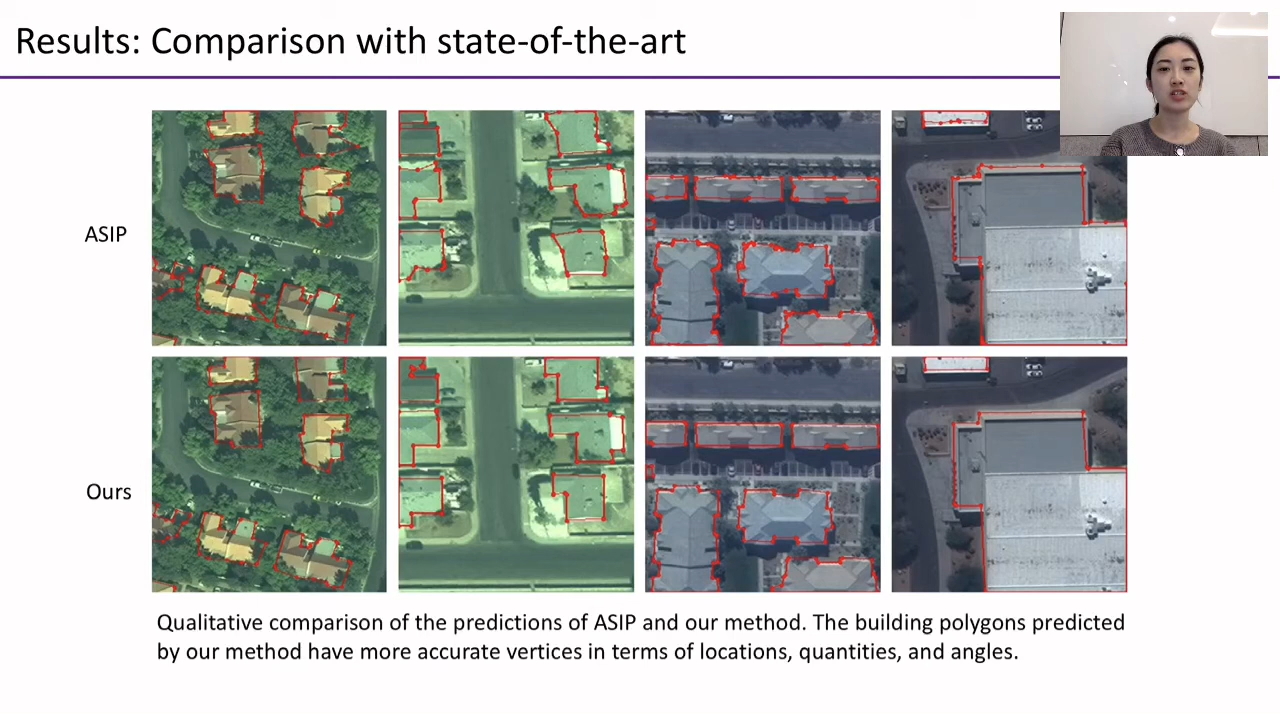 Results: Comparison with state-of-the-art
ASIP
Ours
Qualitative comparison of the predictions of ASIP and our method. The building polygons predicted
by our method have more accurate vertices in terms of locations, quantities, and angles.